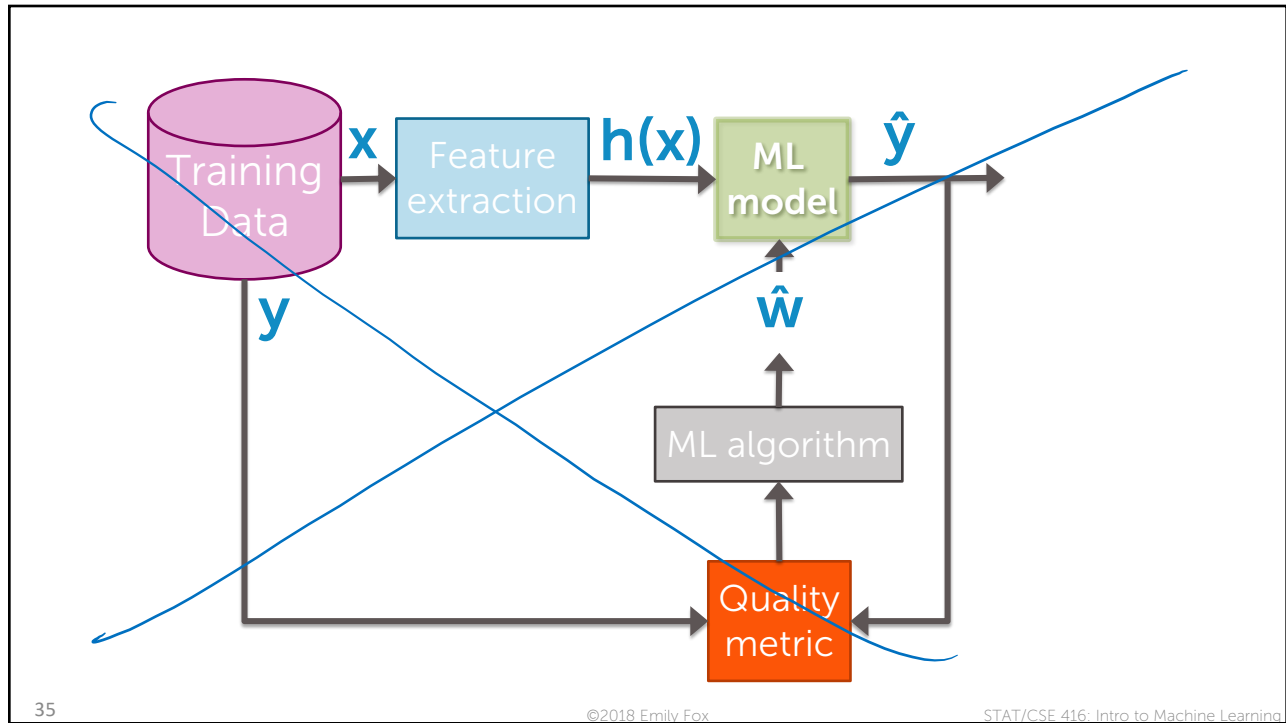 Training
Data
x
Feature
extraction
h(x)
ML
model
ŷ
y
ŵ
ML algorithm
Quality
metric
35
©2018 Emily Fox
STAT/CSE 416: Intro to Machine Learning